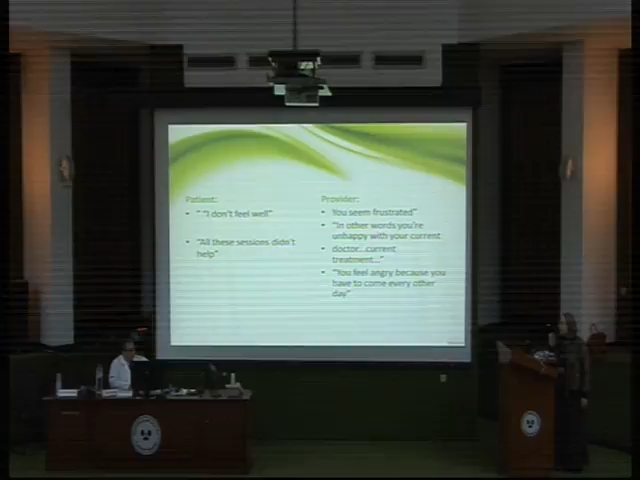 Patient:
• " "I don't feel well"
• "All these sessions didn't
help"
Provider:
• You seem frustrated"
• "In other words you're
unhappy with your current
• doctor...current
treatment..."
• "You feel angry because you
have to come every other
day"